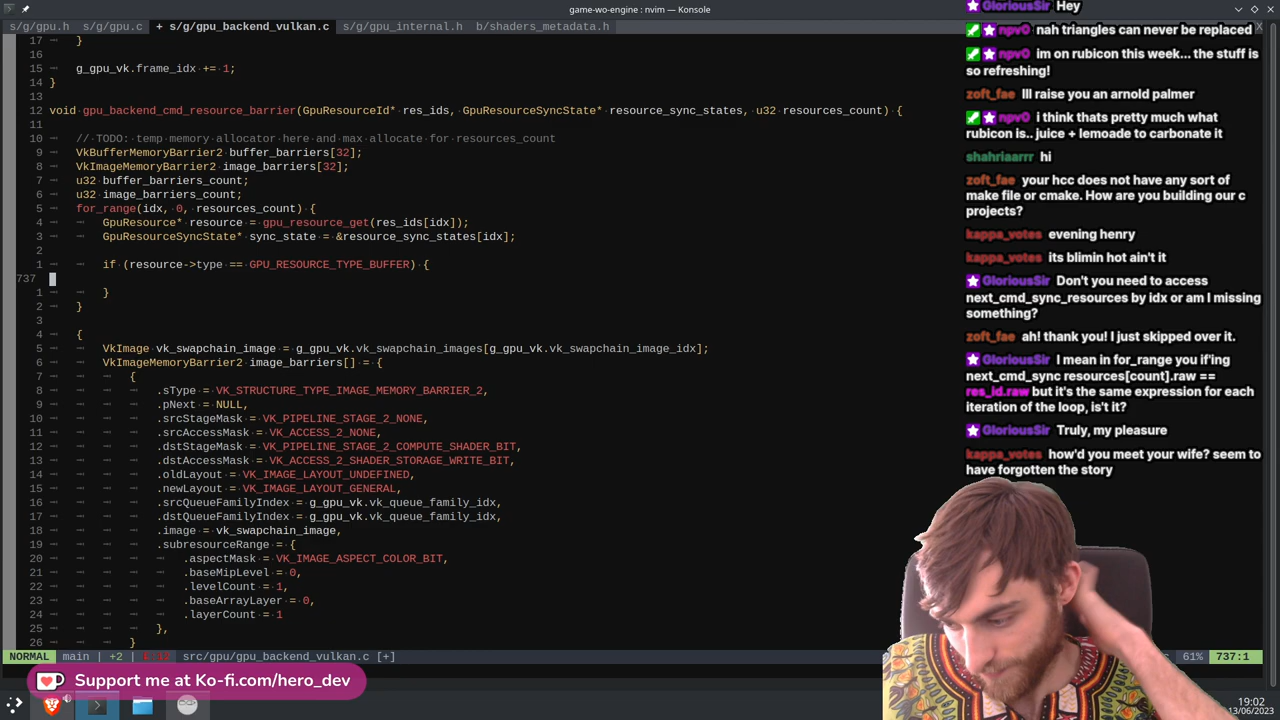 game-wo-engine : nvim — Konsole
s/g/gpu.h s/g/gpu.c + s/g/gpu_backend_vulkan.c s/g/gpu_internal.h b/shaders_metadata.h
17 }
16
15 g_gpu_vk.frame_idx += 1;
14 }
13
12 void gpu_backend_cmd_resource_barrier(GpuResourceId* res_ids, GpuResourceSyncState* resource_sync_states, u32 resources_count) {
11
10 // TODO: temp memory allocator here and max allocate for resources_count
9 VkBufferMemoryBarrier2 buffer_barriers[32];
8 VkImageMemoryBarrier2 image_barriers[32];
7 u32 buffer_barriers_count;
6 u32 image_barriers_count;
5 for_range(idx, 0, resources_count) {
4 GpuResource* resource = gpu_resource_get(res_ids[idx]);
3 GpuResourceSyncState* sync_state = &resource_sync_states[idx];
2
1 if (resource->type == GPU_RESOURCE_TYPE_BUFFER) {
737
1 }
2 }
3
4 {
5 VkImage vk_swapchain_image = g_gpu_vk.vk_swapchain_images[g_gpu_vk.vk_swapchain_image_idx];
6 VkImageMemoryBarrier2 image_barriers[] = {
7 {
8 .sType = VK_STRUCTURE_TYPE_IMAGE_MEMORY_BARRIER_2,
9 .pNext = NULL,
10 .srcStageMask = VK_PIPELINE_STAGE_2_NONE,
11 .srcAccessMask = VK_ACCESS_2_NONE,
12 .dstStageMask = VK_PIPELINE_STAGE_2_COMPUTE_SHADER_BIT,
13 .dstAccessMask = VK_ACCESS_2_SHADER_STORAGE_WRITE_BIT,
14 .oldLayout = VK_IMAGE_LAYOUT_UNDEFINED,
15 .newLayout = VK_IMAGE_LAYOUT_GENERAL,
16 .srcQueueFamilyIndex = g_gpu_vk.vk_queue_family_idx,
17 .dstQueueFamilyIndex = g_gpu_vk.vk_queue_family_idx,
18 .image = vk_swapchain_image,
19 .subresourceRange = {
20 .aspectMask = VK_IMAGE_ASPECT_COLOR_BIT,
21 .baseMipLevel = 0,
22 .levelCount = 1,
23 .baseArrayLayer = 0,
24 .layerCount = 1
25 },
26 }
NORMAL main | +2 | src/gpu/gpu_backend_vulkan.c [+] 61% 737:1
Support me at Ko-fi.com/hero_dev
19:02
13/06/2023
GloriousSir Hey
npv0 nah triangles can never be replaced
npv0 im on rubicon this week... the stuff is
so refreshing!
zoft_fae Ill raise you an arnold palmer
npv0 i think thats pretty much what
rubicon is.. juice + lemoade to carbonate it
shahriaarrr hi
zoft_fae your hcc does not have any sort of
make file or cmake. How are you building our c
projects?
kappa_votes evening henry
kappa_votes its blimin hot ain't it
GloriousSir Don't you need to access
next_cmd_sync_resources by idx or am I missing
something?
zoft_fae ah! thank you! I just skipped over it.
GloriousSir I mean in for_range you if'ing
next_cmd_sync resources[count].raw ==
res_id.raw but it's the same expression for each
iteration of the loop, isn't it?
GloriousSir Truly, my pleasure
kappa_votes how'd you meet your wife? seem to
have forgotten the story